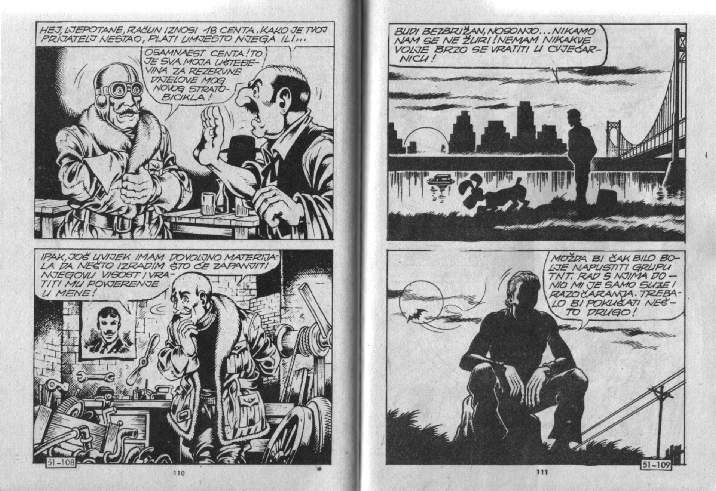 HEJ, LJEPOTANE, RAČUN IZNOSI 18 CENTA. KAKO JE TVOJ
PRIJATELJ NESTAO, PLATI UMJESTO NJEGA ILI...
OSAMNAEST CENTA! TO
JE SVA MOJA UŠTEĐE-
VINA ZA REZERVNE
DIJELOVE MOG
NOVOG STRATO-
BICIKLA!
IPAK, JOŠ UVIJEK IMAM DOVOLJNO MATERIJA-
LA DA NEŠTO IZRADIM ŠTO ĆE ZAPANJITI
NJEGOVU VISOST I VRA-
TITI MU POVJERENJE
U MENE!
51-108
110
BUDI BEZBRIŽAN, NOSONJO... NIKAMO
NAM SE NE ŽURI! NEMAM NIKAKVE
VOLJE BRZO SE VRATITI U CVJEĆAR-
NICU!
MOŽDA BI ČAK BILO BO-
LJE NAPUSTITI GRUPU
TNT. RAD S NJIMA DO-
NIO MI JE SAMO SUZE I
RAZOČARANJA. TREBA-
LO BI POKUŠATI NEŠ-
TO DRUGO!
111
51-109